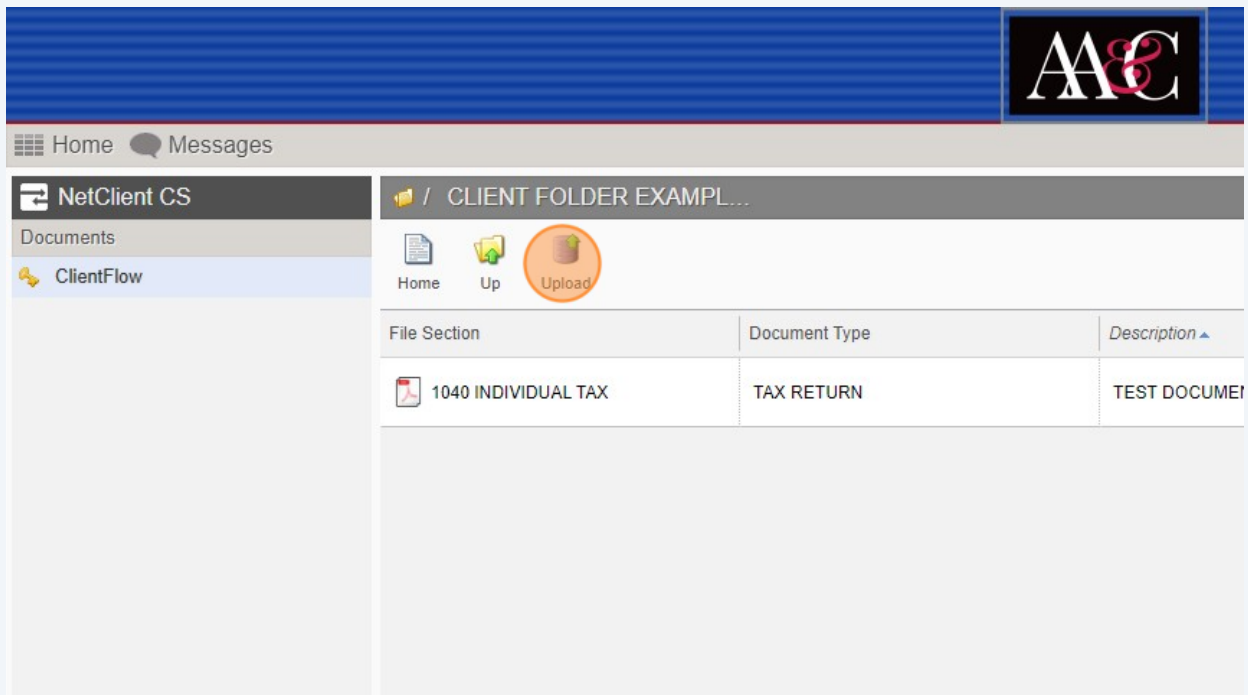 AA&C
Home Messages
NetClient CS
/ CLIENT FOLDER EXAMPL...
Documents
ClientFlow
Home Up Upload
File Section Document Type Description
1040 INDIVIDUAL TAX TAX RETURN TEST DOCUME